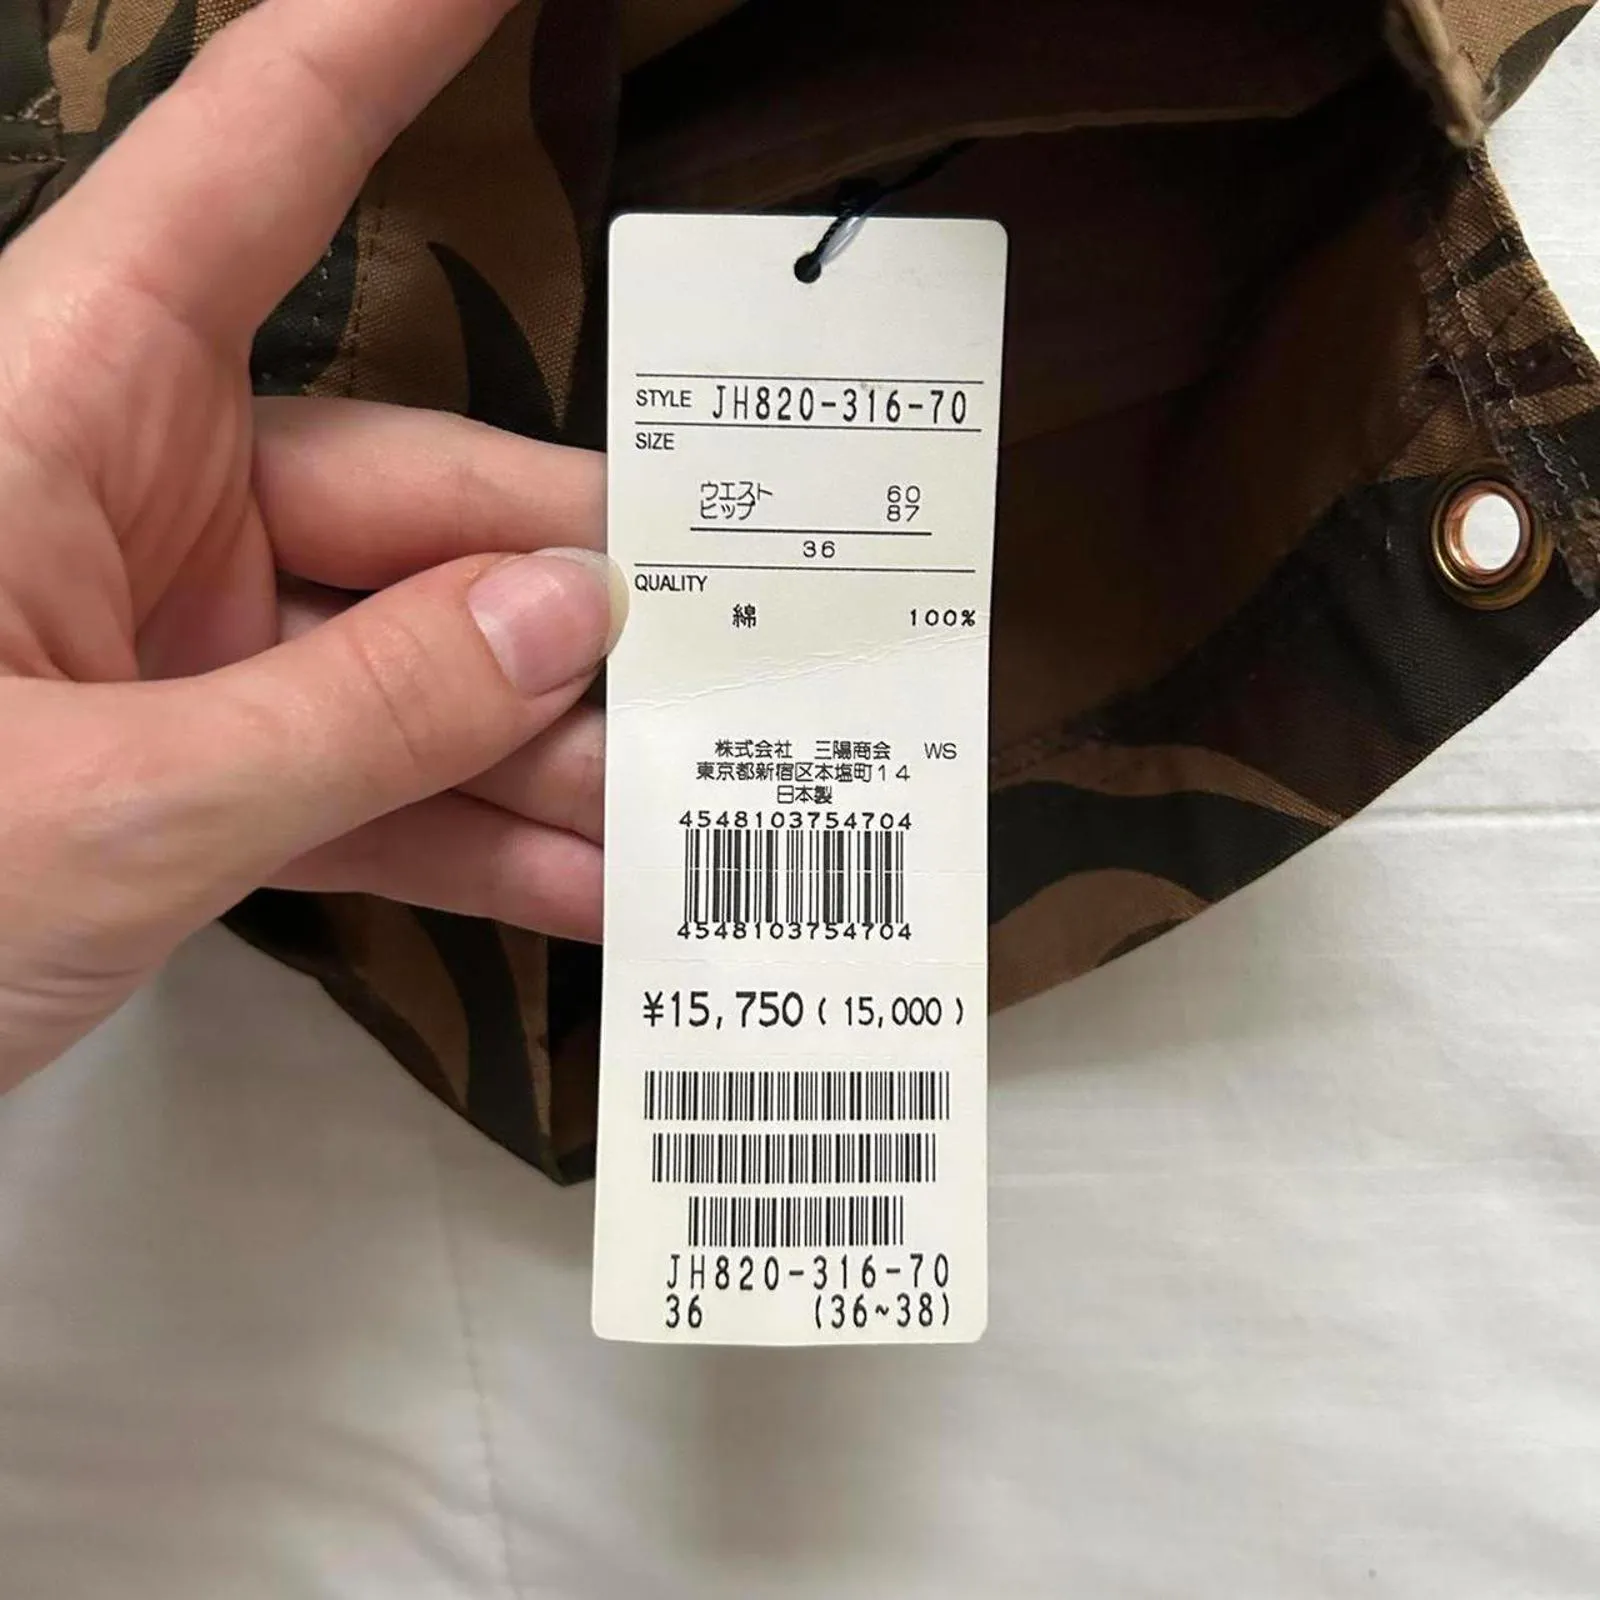 STYLE JH820-316-70
SIZE
ウエスト 60
ヒップ 87
36
QUALITY
綿 100%
株式会社 三陽商会 WS
東京都新宿区本塩町14
日本製
4548103754704
4548103754704
¥15,750(15,000)
JH820-316-70
36 (36~38)